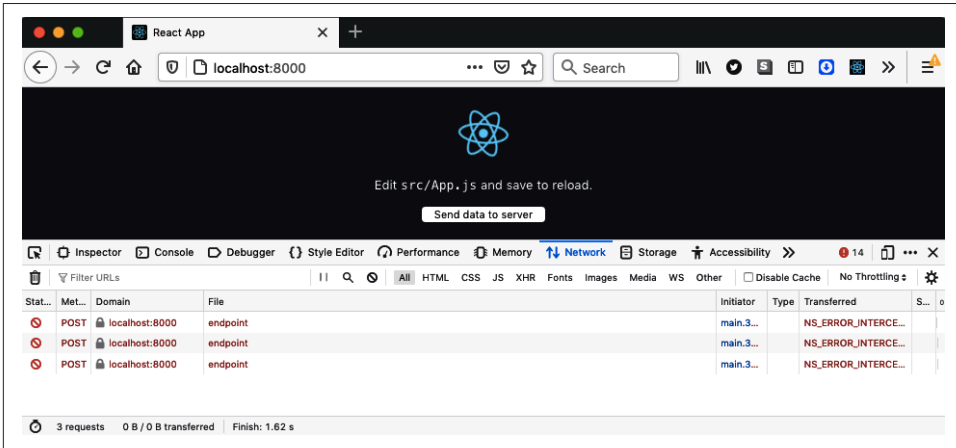 React App
localhost:8000 Search
Edit src/App.js and save to reload.
Send data to server
Inspector Console Debugger {} Style Editor Performance Memory Network Storage Accessibility 14
Filter URLs All HTML CSS JS XHR Fonts Images Media WS Other Disable Cache No Throttling
Stat... Met... Domain File Initiator Type Transferred S...
POST localhost:8000 endpoint main.3... NS_ERROR_INTERCE...
POST localhost:8000 endpoint main.3... NS_ERROR_INTERCE...
POST localhost:8000 endpoint main.3... NS_ERROR_INTERCE...
3 requests 0 B / 0 B transferred Finish: 1.62 s